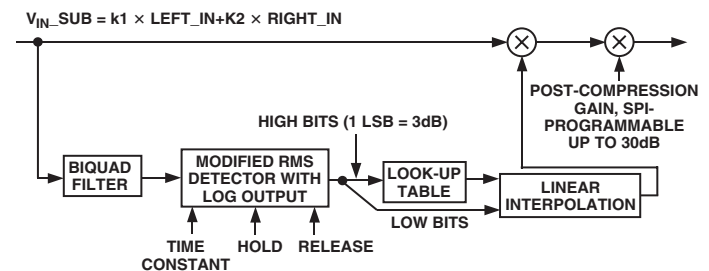 VIN_SUB = k1 × LEFT_IN+K2 × RIGHT_IN
POST-COMPRESSION
GAIN, SPI-
PROGRAMMABLE
UP TO 30dB
HIGH BITS (1 LSB = 3dB)
BIQUAD
FILTER
MODIFIED RMS
DETECTOR WITH
LOG OUTPUT
LOOK-UP
TABLE
LINEAR
INTERPOLATION
LOW BITS
TIME
CONSTANT
HOLD
RELEASE